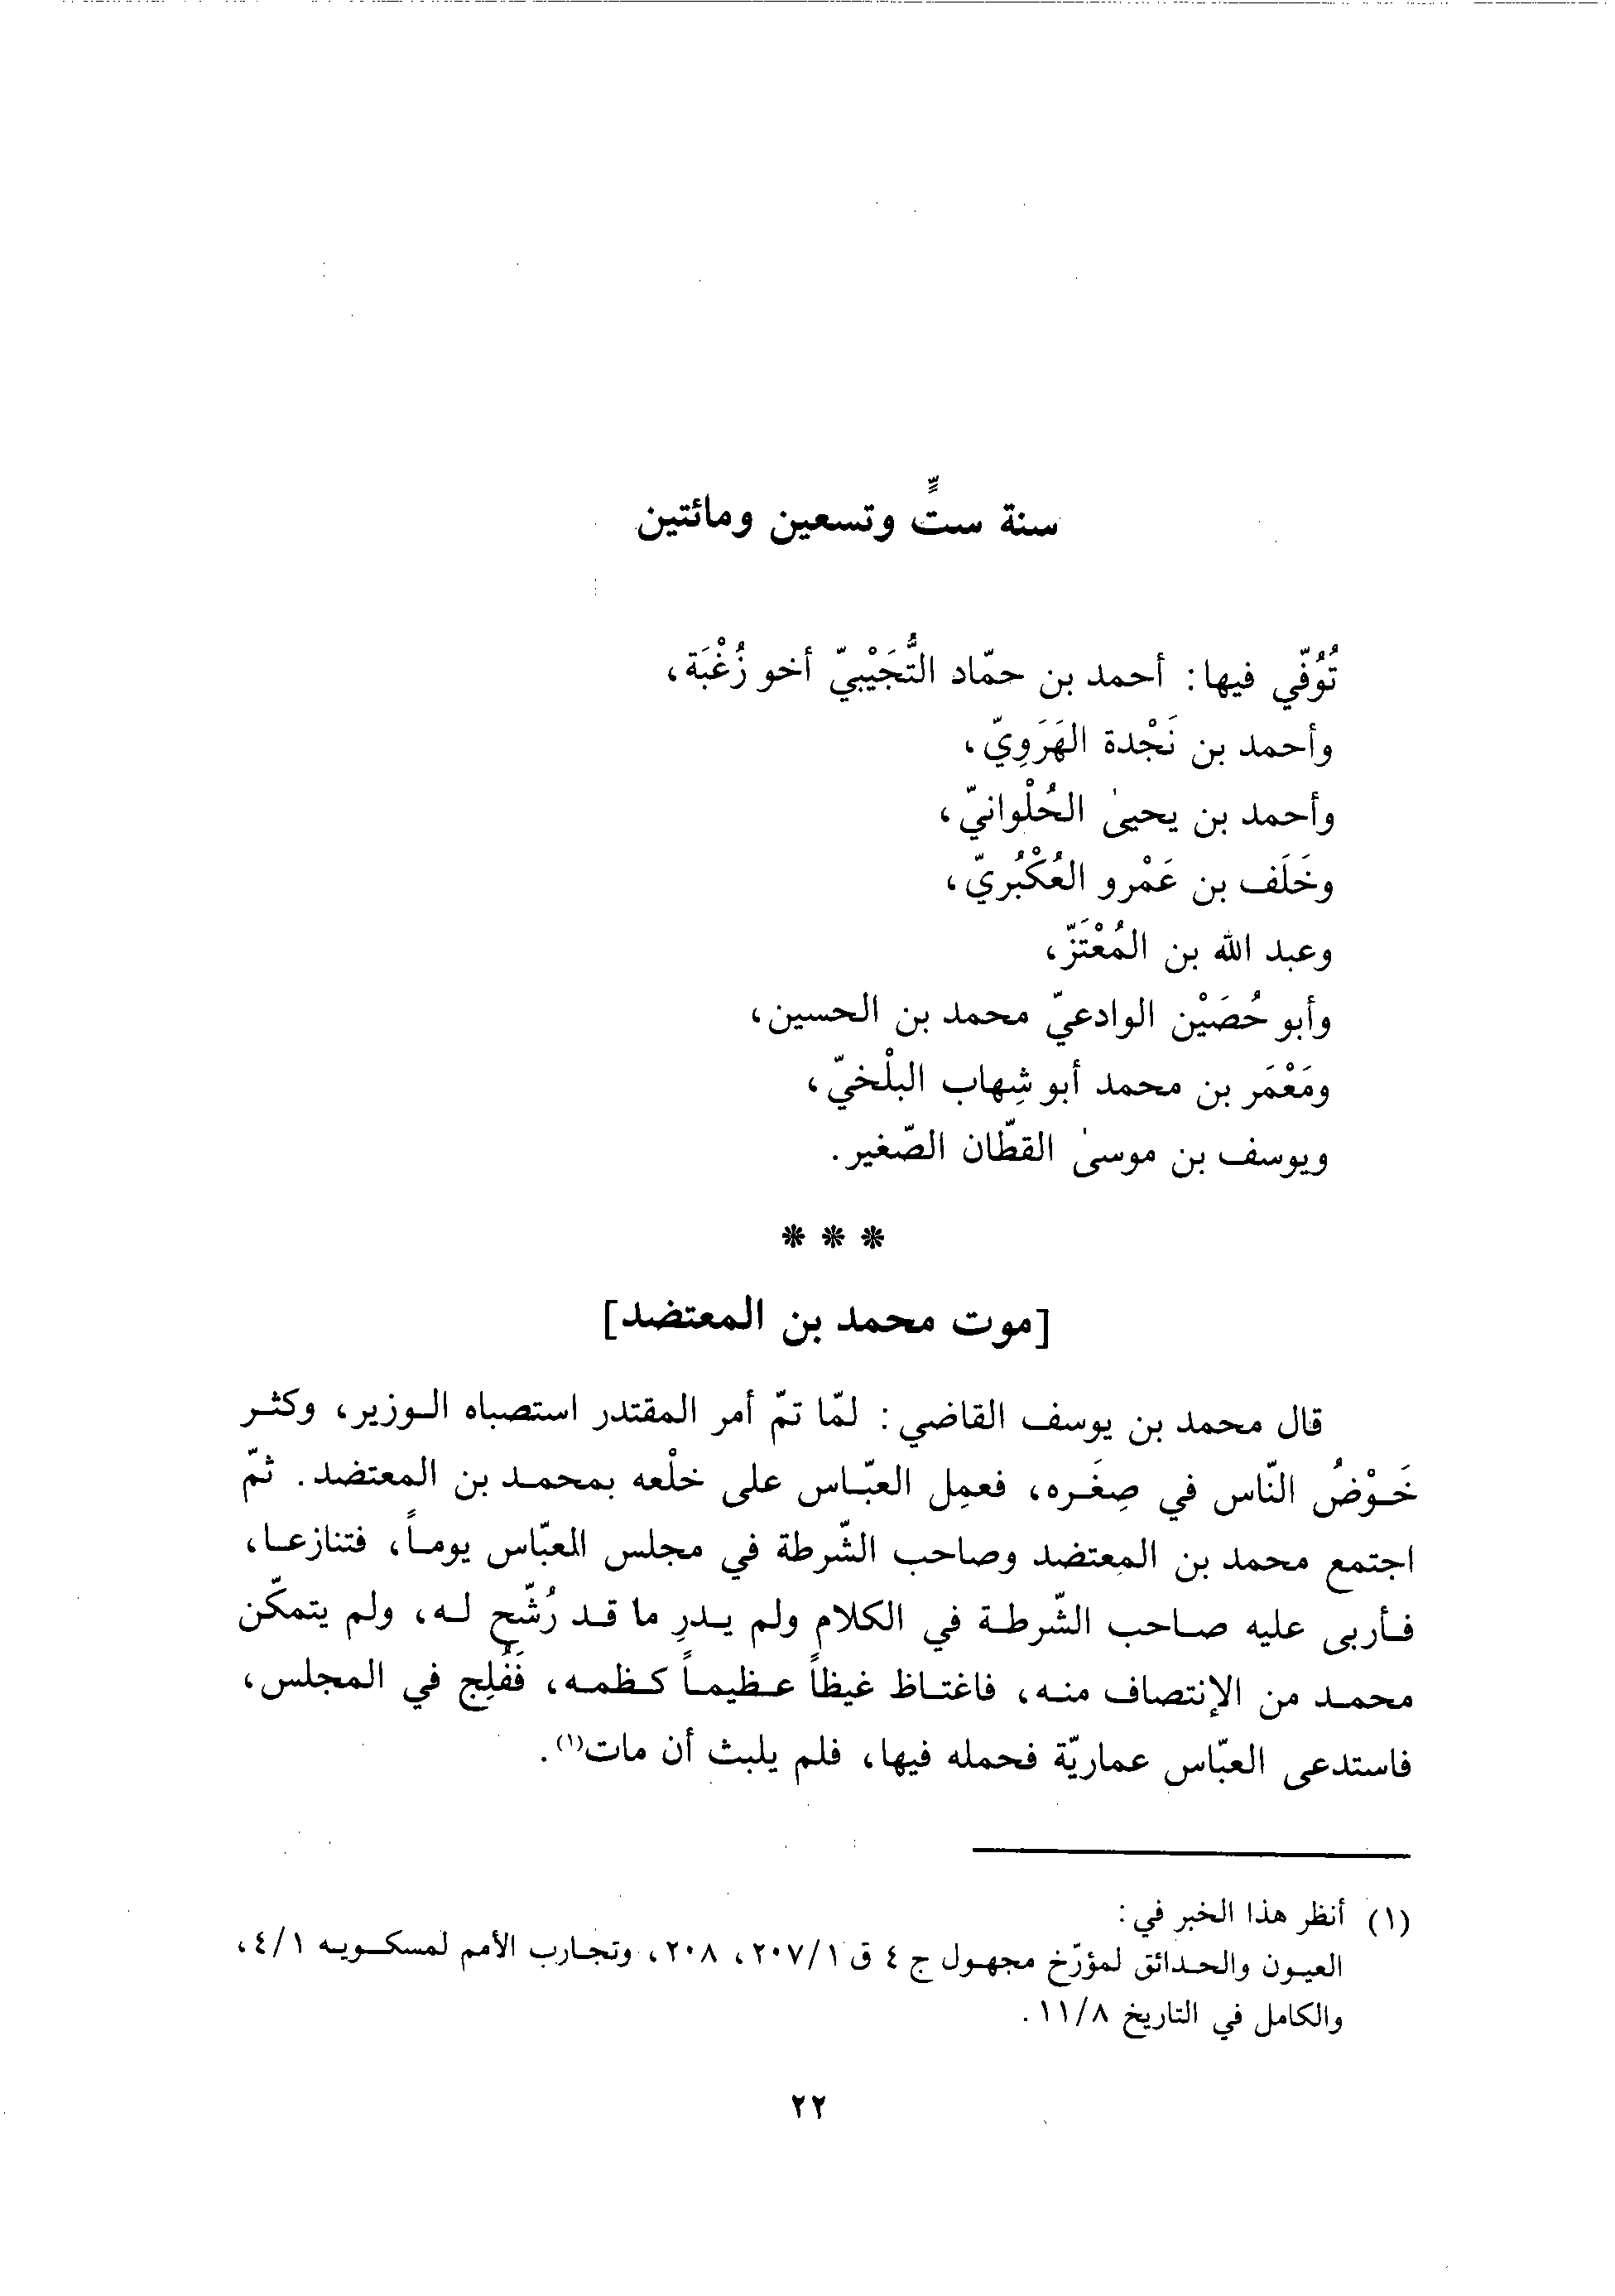 سنة ستٍّ وتسعين ومائتين
تُوُفّي فيها: أحمد بن حمّاد التُّجَيْبيّ أخو زُغْبَة،
وأحمد بن نَجْدة الهَرَوِيّ،
وأحمد بن يحيىٰ الحُلْوانيّ،
وخَلَف بن عَمْرو العُكْبُريّ،
وعبد الله بن المُعْتَزّ،
وأبو حُصَيْن الوادعيّ محمد بن الحسين،
ومَعْمَر بن محمد أبو شِهاب البلْخيّ،
ويوسف بن موسىٰ القطّان الصّغير.
* * *
[موت محمد بن المعتضد]
قال محمد بن يوسف القاضي: لمّا تمّ أمر المقتدر استصباه الوزير، وكثر
خَوْضُ النّاس في صِغَره، فعمِل العبّاس على خلْعه بمحمد بن المعتضد. ثمّ
اجتمع محمد بن المعتضد وصاحب الشّرطة في مجلس العبّاس يوماً، فتنازعا،
فأربى عليه صاحب الشّرطة في الكلام ولم يدرِ ما قد رُشّح له، ولم يتمكّن
محمد من الإنتصاف منه، فاغتاظ غيظاً عظيماً كظمه، فَفُلِج في المجلس،
فاستدعى العبّاس عماريّة فحمله فيها، فلم يلبث أن مات(١).
(١) أنظر هذا الخبر في:
العيون والحدائق لمؤرّخ مجهول ج ٤ ق ٢٠٧/١، ٢٠٨، وتجارب الأمم لمسكويه ٤/١،
والكامل في التاريخ ١١/٨.
٢٢